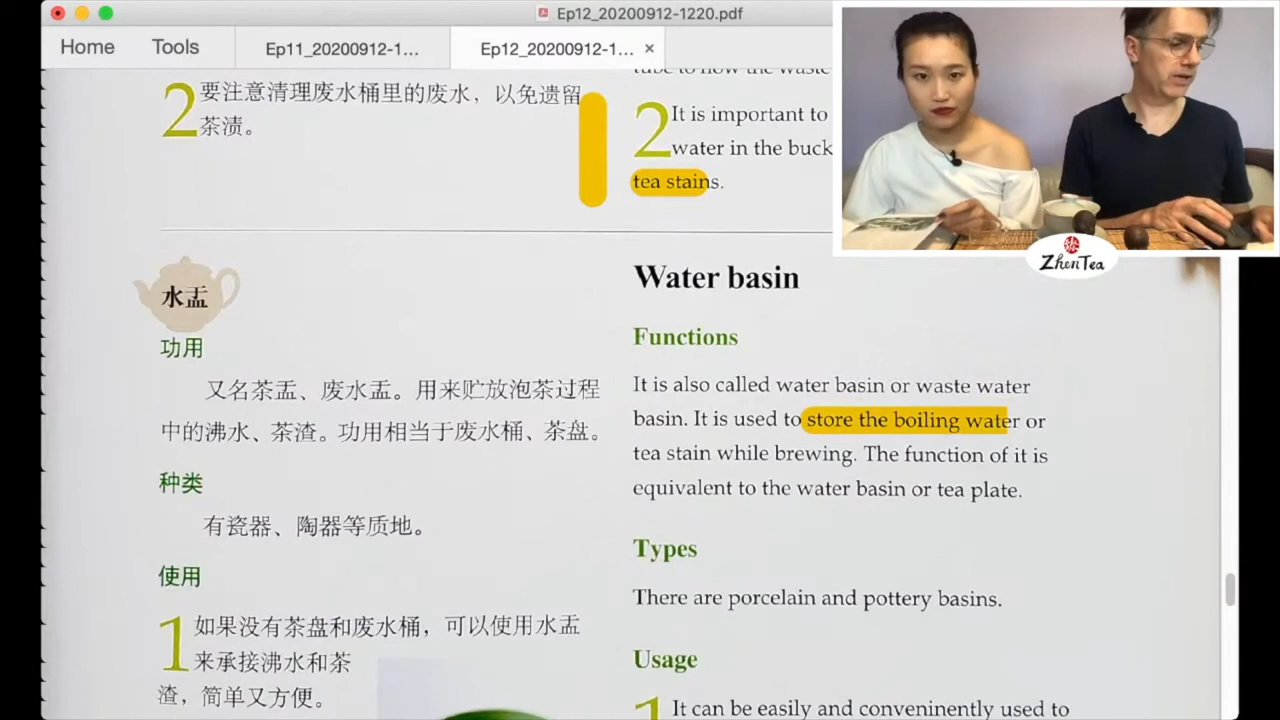 Ep12_20200912-1220.pdf
Home
Tools
Ep11_20200912-1...
Ep12_20200912-1... ×
2 要注意清理废水桶里的废水，以免遗留
茶渍。
tube to flow the waste
2 It is important to
water in the buck
tea stains.
ZhenTea
水盂
功用
又名茶盂、废水盂。用来贮放泡茶过程
中的沸水、茶渣。功用相当于废水桶、茶盘。
种类
有瓷器、陶器等质地。
使用
1 如果没有茶盘和废水桶，可以使用水盂
来承接沸水和茶
渣，简单又方便。
Water basin
Functions
It is also called water basin or waste water
basin. It is used to store the boiling water or
tea stain while brewing. The function of it is
equivalent to the water basin or tea plate.
Types
There are porcelain and pottery basins.
Usage
1 It can be easily and conveninently used to